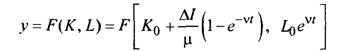 y = F(K, L) = F[K₀ + ΔI/μ (1 - e^{-νt}), L₀e^{νt}]